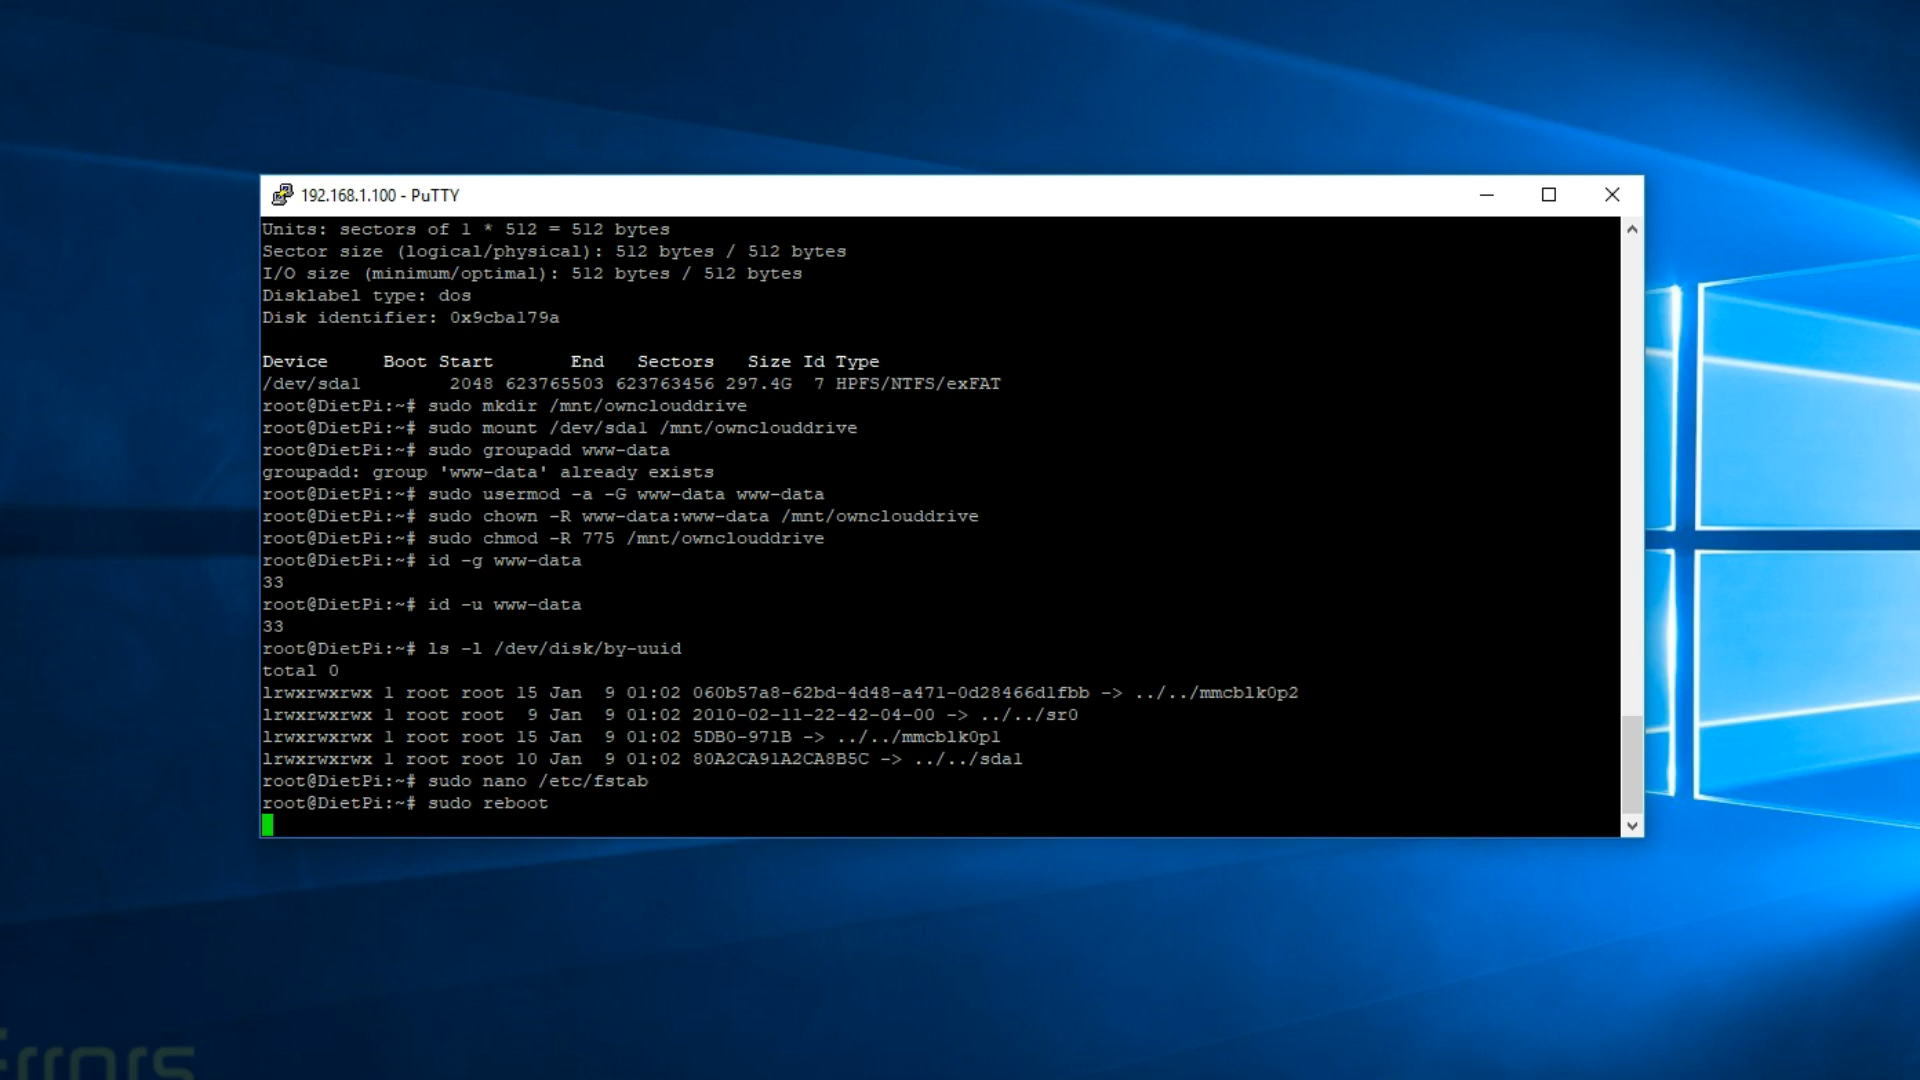 192.168.1.100 - PuTTY
Units: sectors of 1 * 512 = 512 bytes
Sector size (logical/physical): 512 bytes / 512 bytes
I/O size (minimum/optimal): 512 bytes / 512 bytes
Disklabel type: dos
Disk identifier: 0x9cba179a
Device     Boot Start       End   Sectors   Size Id Type
/dev/sda1        2048 623765503 623763456 297.4G  7 HPFS/NTFS/exFAT
root@DietPi:~# sudo mkdir /mnt/ownclouddrive
root@DietPi:~# sudo mount /dev/sda1 /mnt/ownclouddrive
root@DietPi:~# sudo groupadd www-data
groupadd: group 'www-data' already exists
root@DietPi:~# sudo usermod -a -G www-data www-data
root@DietPi:~# sudo chown -R www-data:www-data /mnt/ownclouddrive
root@DietPi:~# sudo chmod -R 775 /mnt/ownclouddrive
root@DietPi:~# id -g www-data
33
root@DietPi:~# id -u www-data
33
root@DietPi:~# ls -l /dev/disk/by-uuid
total 0
lrwxrwxrwx 1 root root 15 Jan  9 01:02 060b57a8-62bd-4d48-a471-0d28466d1fbb -> ../../mmcblk0p2
lrwxrwxrwx 1 root root  9 Jan  9 01:02 2010-02-11-22-42-04-00 -> ../../sr0
lrwxrwxrwx 1 root root 15 Jan  9 01:02 5DB0-971B -> ../../mmcblk0p1
lrwxrwxrwx 1 root root 10 Jan  9 01:02 80A2CA91A2CA8B5C -> ../../sda1
root@DietPi:~# sudo nano /etc/fstab
root@DietPi:~# sudo reboot
Errors